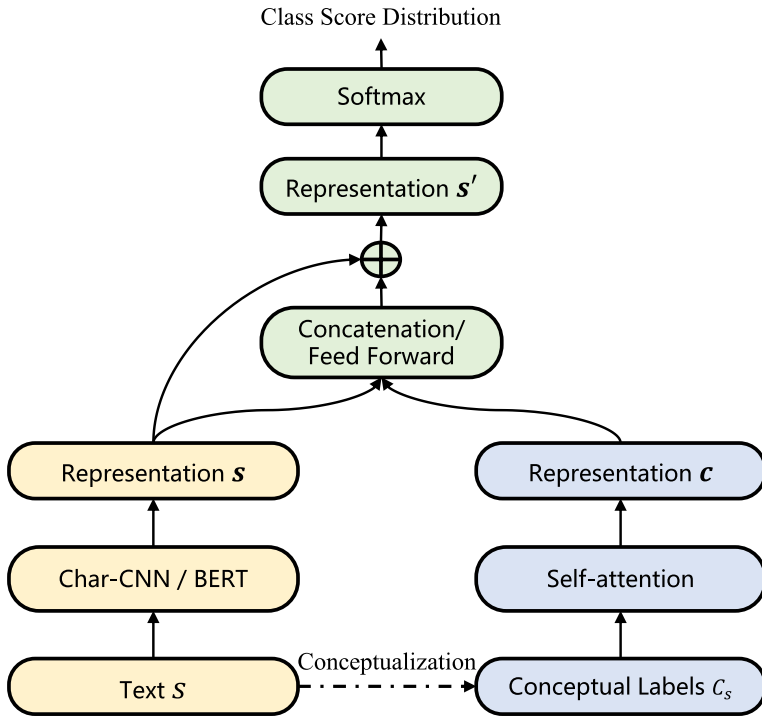 Class Score Distribution
Softmax
Representation s′
Concatenation/
Feed Forward
Representation s
Representation c
Char-CNN / BERT
Self-attention
Conceptualization
Text S
Conceptual Labels Cₛ